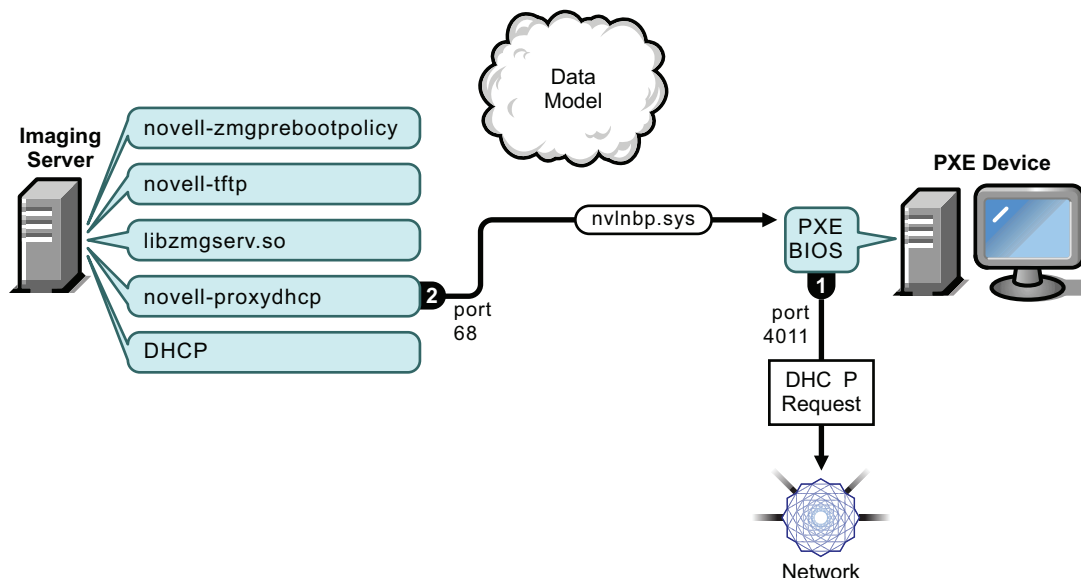 Data
Model
Imaging
Server
novell-zmgprebootpolicy
novell-tftp
libzmgserv.so
novell-proxydhcp
DHCP
2
port
68
nvlnbp.sys
PXE
BIOS
PXE Device
1
port
4011
DHC P
Request
Network